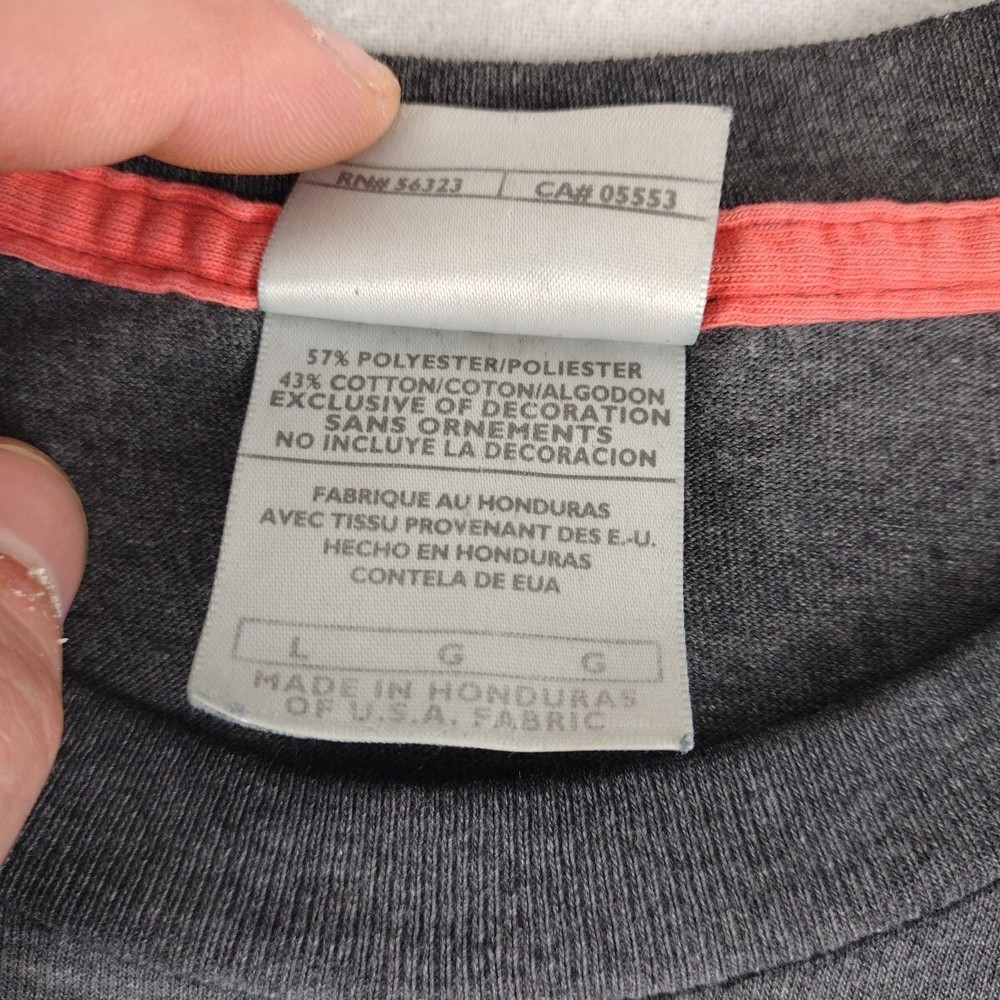 RN# 56323 | CA# 05553
57% POLYESTER/POLIESTER
43% COTTON/COTON/ALGODON
EXCLUSIVE OF DECORATION
SANS ORNEMENTS
NO INCLUYE LA DECORACION
FABRIQUE AU HONDURAS
AVEC TISSU PROVENANT DES E.-U.
HECHO EN HONDURAS
CONTELA DE EUA
L G G
MADE IN HONDURAS
OF U.S.A. FABRIC